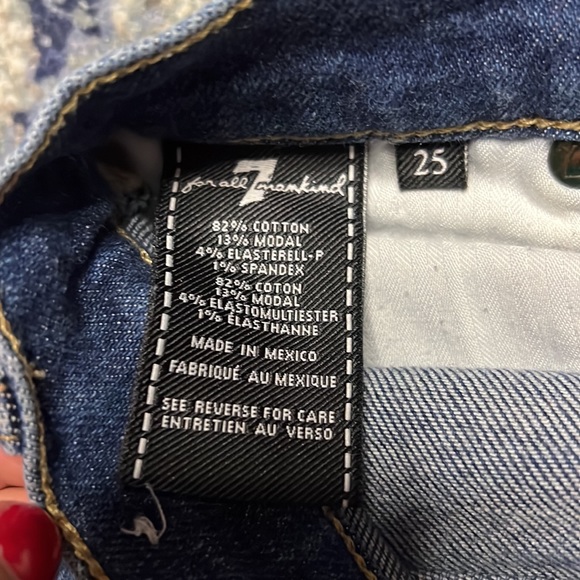 7
for all mankind
25
82% COTTON
13% MODAL
4% ELASTERELL-P
1% SPANDEX
82% COTON
13% MODAL
4% ELASTOMULTIESTER
1% ÉLASTHANNE
MADE IN MEXICO
FABRIQUÉ AU MEXIQUE
SEE REVERSE FOR CARE
ENTRETIEN AU VERSO